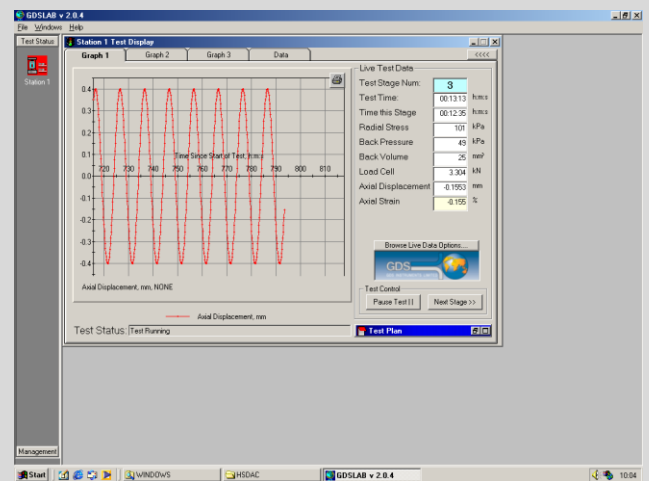 GDSLAB v 2.0.4
File Windows Help
Test Status
Station 1
Station 1 Test Display
Graph 1 Graph 2 Graph 3 Data <<<<
0.4
0.3
0.2
0.1
Time Since Start of Test, h:m:s
720 730 740 750 760 770 780 790 800 810
0.0
-0.1
-0.2
-0.3
-0.4
Axial Displacement, mm, NONE
Axial Displacement, mm
Live Test Data
Test Stage Num: 3
Test Time: 00:13:13 h:m:s
Time this Stage 00:12:35 h:m:s
Radial Stress 101 kPa
Back Pressure 49 kPa
Back Volume 25 mm³
Load Cell 3.304 kN
Axial Displacement -0.1553 mm
Axial Strain -0.155 %
Browse Live Data Options...
GDS
Test Control
Pause Test || Next Stage >>
Test Status: Test Running
Test Plan
Management
Start WINDOWS HSDAC GDSLAB v 2.0.4 10:04